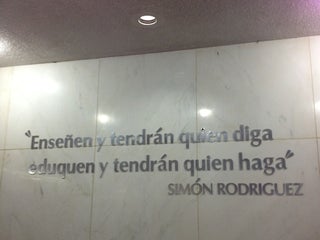 "Enseñen y tendrán quien diga
eduquen y tendrán quien haga"
SIMÓN RODRIGUEZ